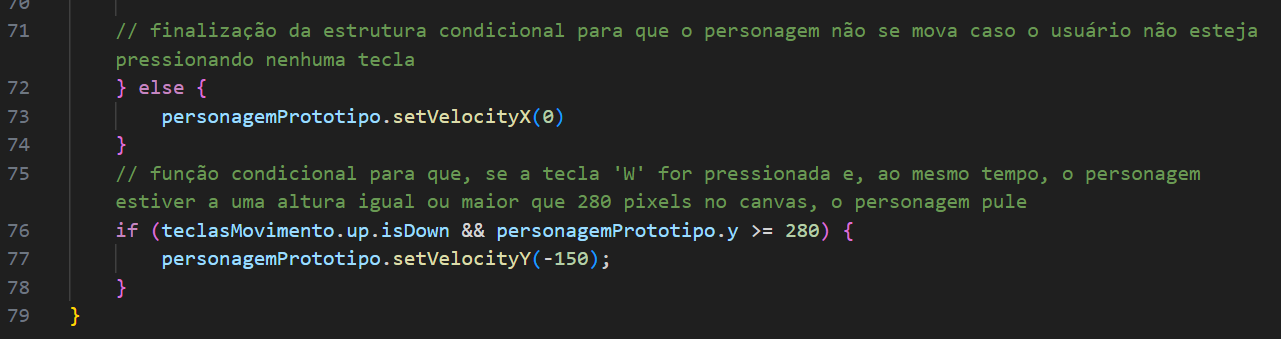 70
71 // finalização da estrutura condicional para que o personagem não se mova caso o usuário não esteja
pressionando nenhuma tecla
72 } else {
73 personagemPrototipo.setVelocityX(0)
74 }
75 // função condicional para que, se a tecla 'W' for pressionada e, ao mesmo tempo, o personagem
estiver a uma altura igual ou maior que 280 pixels no canvas, o personagem pule
76 if (teclasMovimento.up.isDown && personagemPrototipo.y >= 280) {
77 personagemPrototipo.setVelocityY(-150);
78 }
79 }